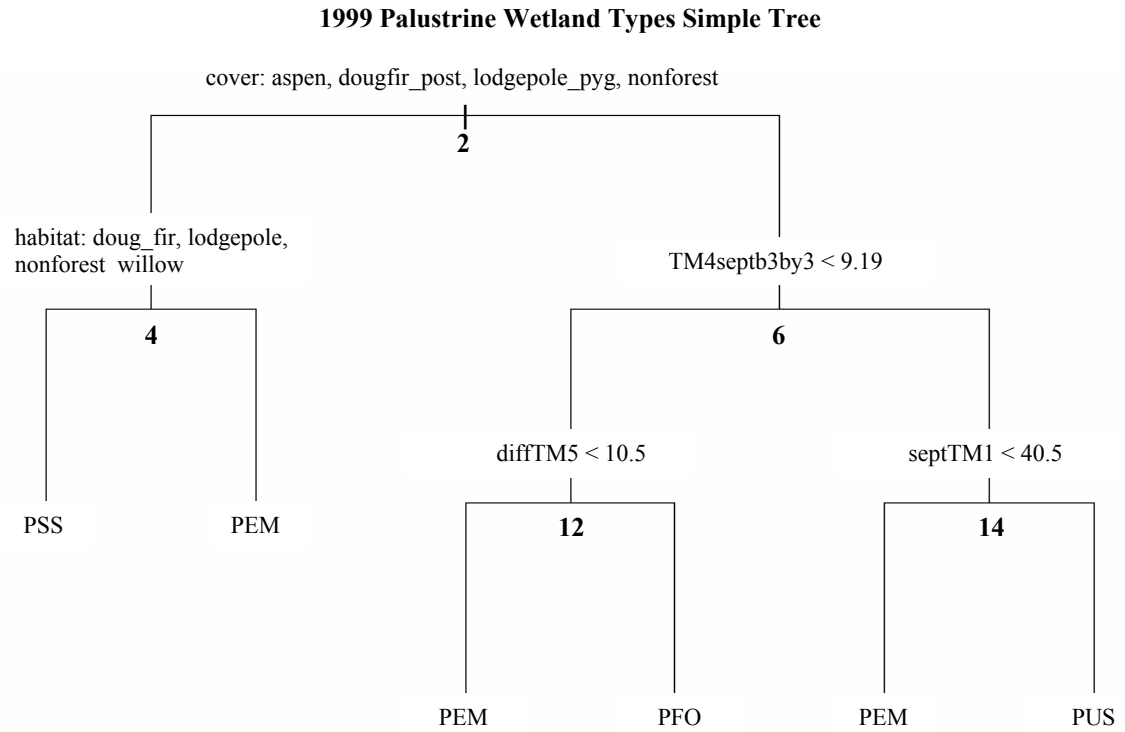 1999 Palustrine Wetland Types Simple Tree
cover: aspen, dougfir_post, lodgepole_pyg, nonforest
2
habitat: doug_fir, lodgepole,
nonforest willow
TM4septb3by3 < 9.19
4
6
diffTM5 < 10.5
septTM1 < 40.5
PSS
PEM
12
14
PEM
PFO
PEM
PUS